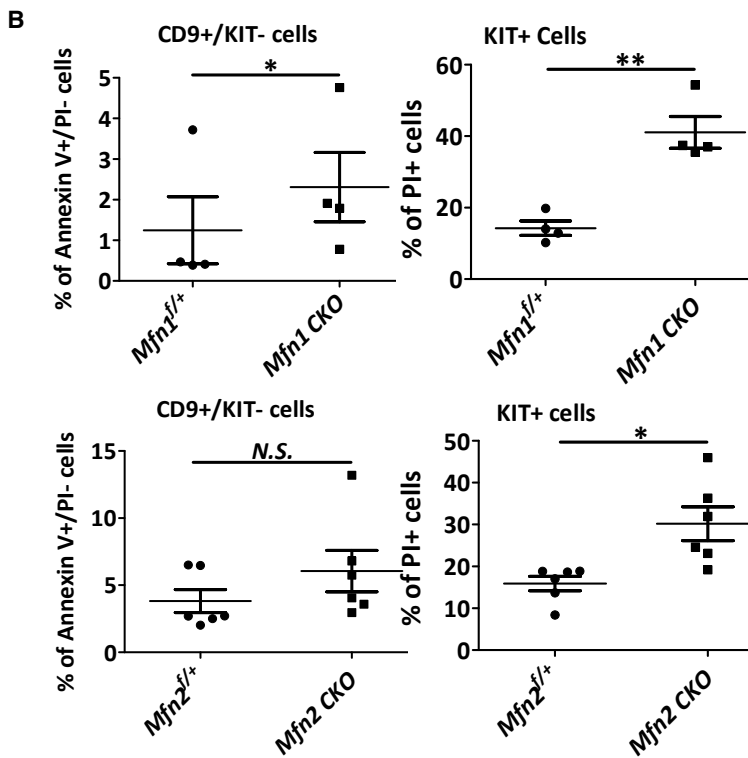 B
CD9+/KIT- cells
*
% of Annexin V+/PI- cells
5
4
3
2
1
0
Mfn1f/+
Mfn1 CKO
KIT+ Cells
**
% of PI+ cells
60
40
20
0
Mfn1f/+
Mfn1 CKO
CD9+/KIT- cells
N.S.
% of Annexin V+/PI- cells
15
10
5
0
Mfn2f/+
Mfn2 CKO
KIT+ cells
*
% of PI+ cells
50
40
30
20
10
0
Mfn2f/+
Mfn2 CKO